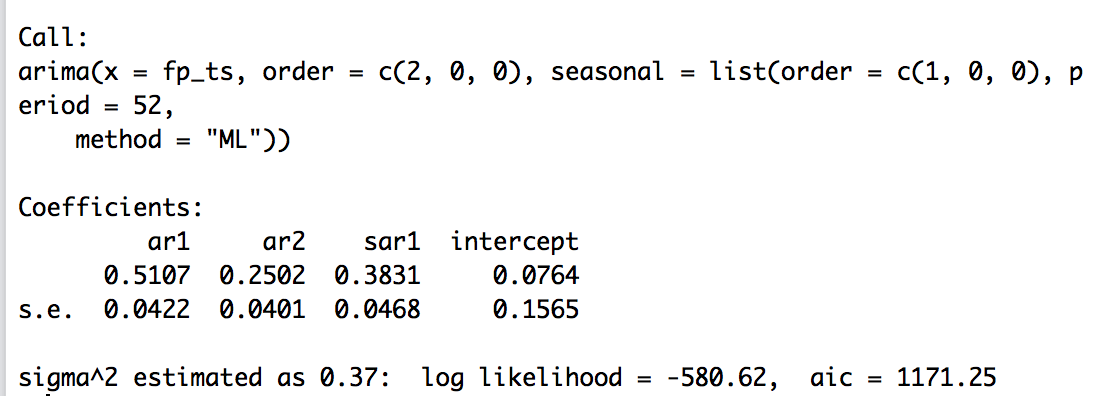 Call:
arima(x = fp_ts, order = c(2, 0, 0), seasonal = list(order = c(1, 0, 0), p
eriod = 52,
    method = "ML"))
Coefficients:
         ar1     ar2    sar1  intercept
      0.5107  0.2502  0.3831     0.0764
s.e.  0.0422  0.0401  0.0468     0.1565
sigma^2 estimated as 0.37:  log likelihood = -580.62,  aic = 1171.25